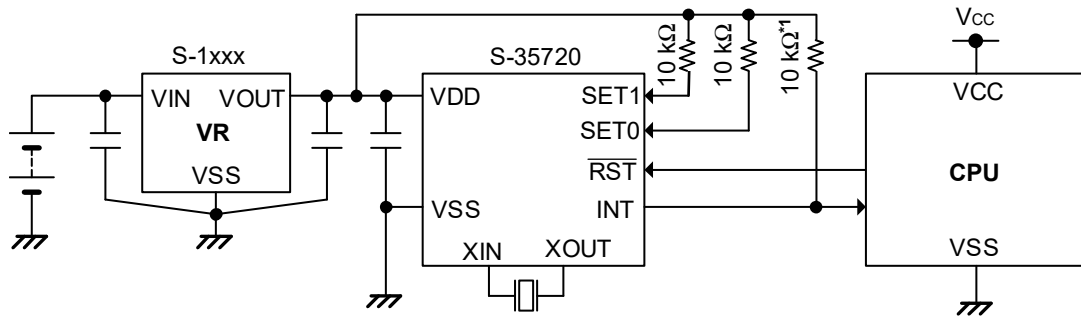 S-1xxx
VIN
VOUT
VR
VSS
S-35720
VDD
VSS
XIN
XOUT
SET1
SET0
RST
INT
10 kΩ
10 kΩ
10 kΩ*1
VCC
VCC
CPU
VSS